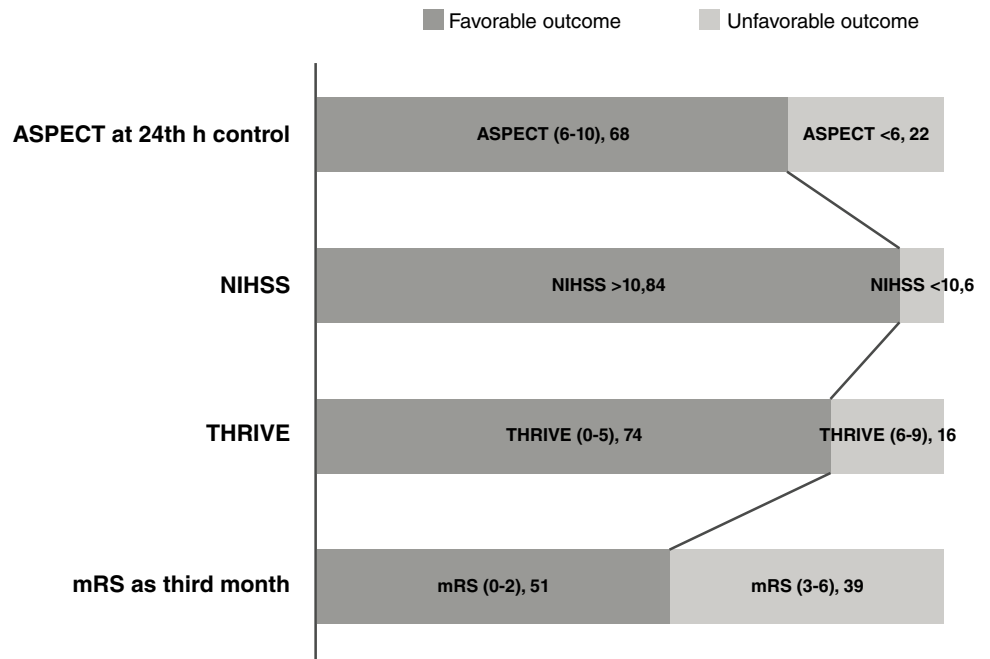 Favorable outcome Unfavorable outcome
ASPECT at 24th h control ASPECT (6-10), 68 ASPECT <6, 22
NIHSS NIHSS >10,84 NIHSS <10,6
THRIVE THRIVE (0-5), 74 THRIVE (6-9), 16
mRS as third month mRS (0-2), 51 mRS (3-6), 39